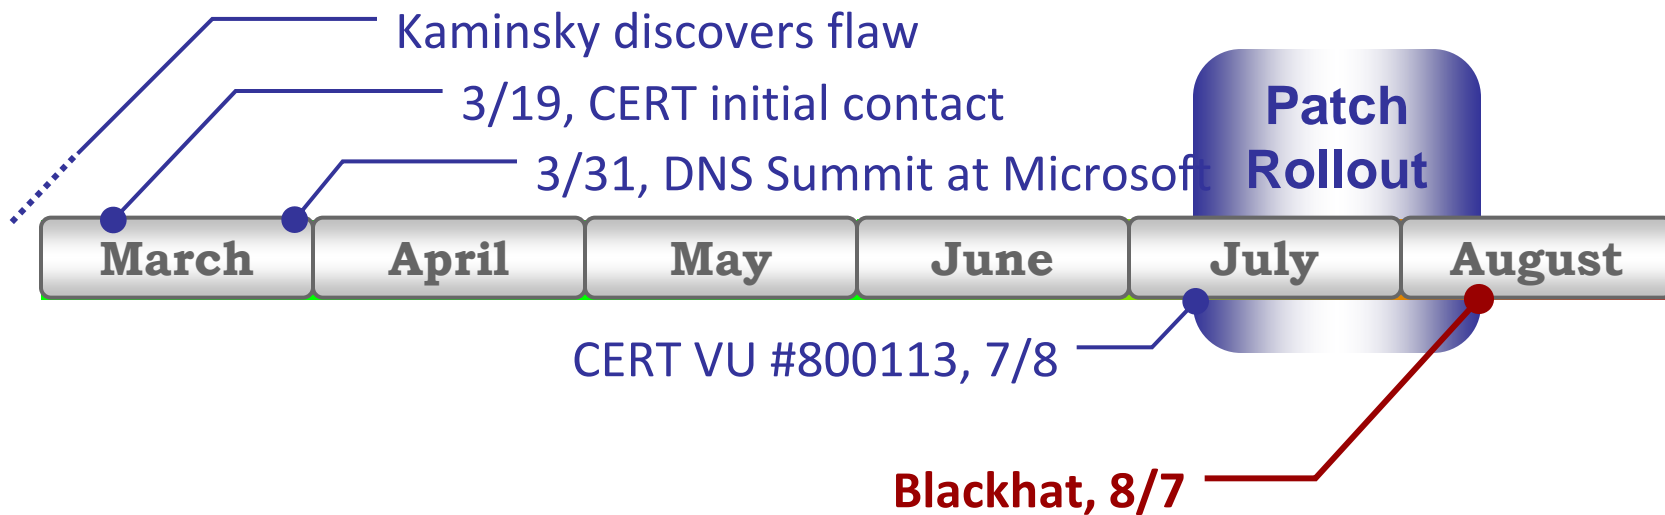 Kaminsky discovers flaw
3/19, CERT initial contact
3/31, DNS Summit at Microsoft
Patch
Rollout
March
April
May
June
July
August
CERT VU #800113, 7/8
Blackhat, 8/7